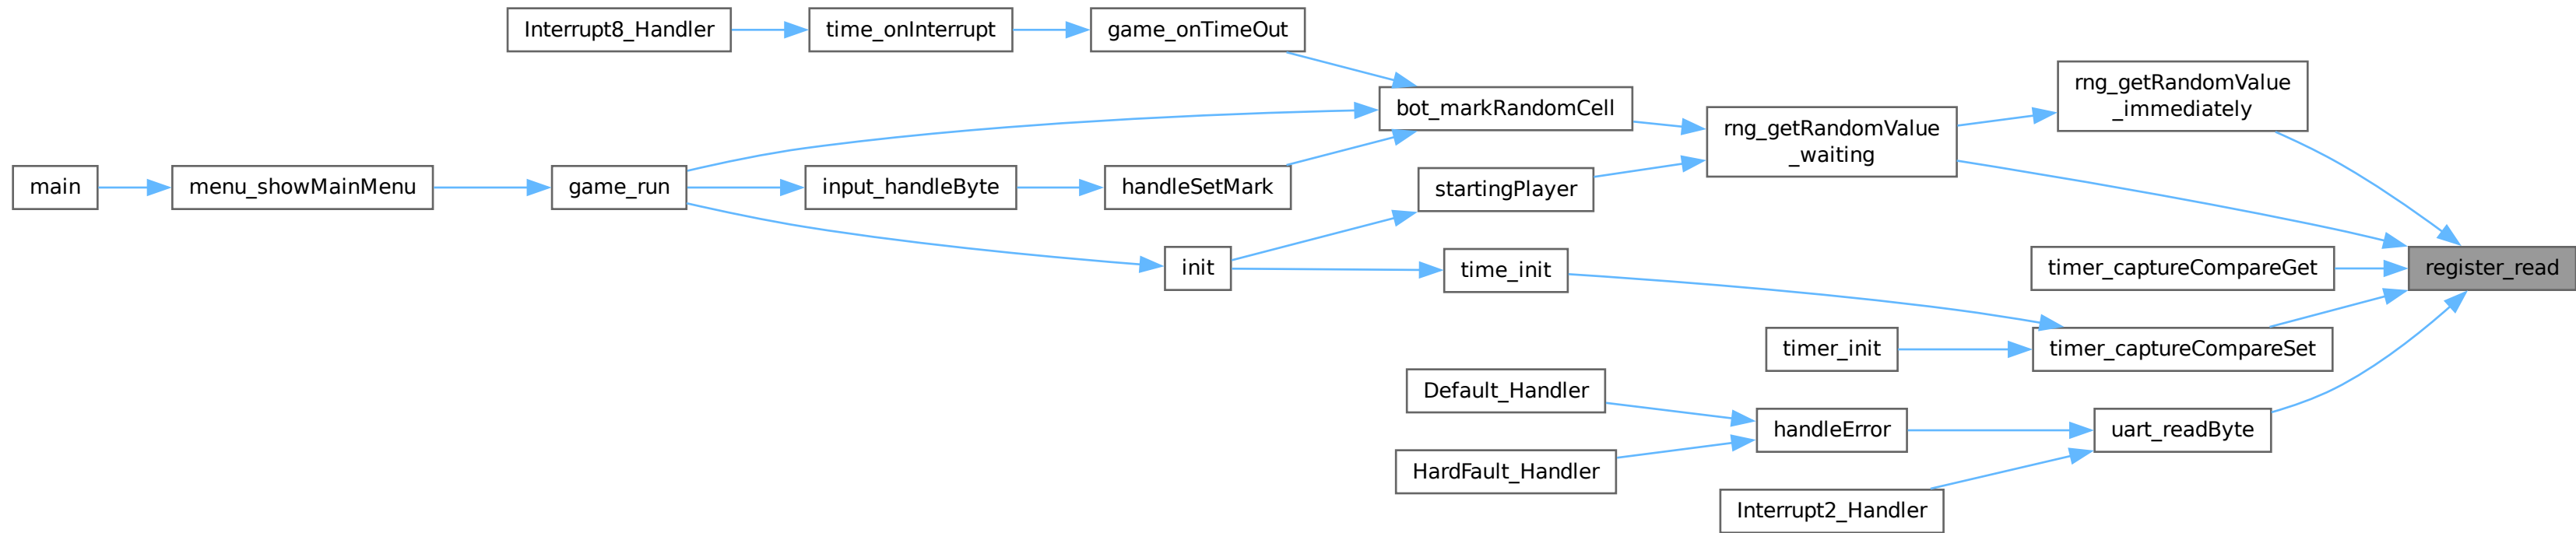 Interrupt8_Handler
time_onInterrupt
game_onTimeOut
rng_getRandomValue
_immediately
bot_markRandomCell
rng_getRandomValue
_waiting
main
menu_showMainMenu
game_run
input_handleByte
handleSetMark
startingPlayer
init
time_init
timer_captureCompareGet
register_read
timer_init
timer_captureCompareSet
Default_Handler
handleError
uart_readByte
HardFault_Handler
Interrupt2_Handler